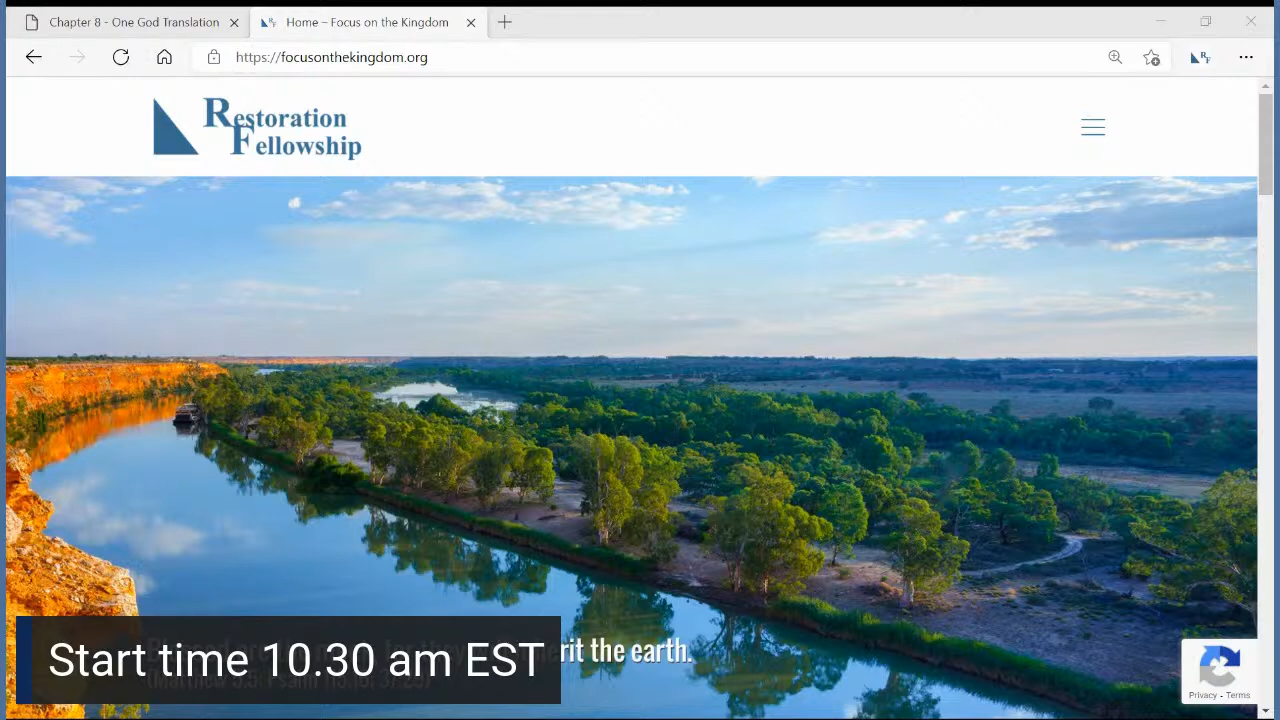 Chapter 8 - One God Translation
Home – Focus on the Kingdom
https://focusonthekingdom.org
Restoration
Fellowship
rit the earth.
Start time 10.30 am EST
Privacy - Terms